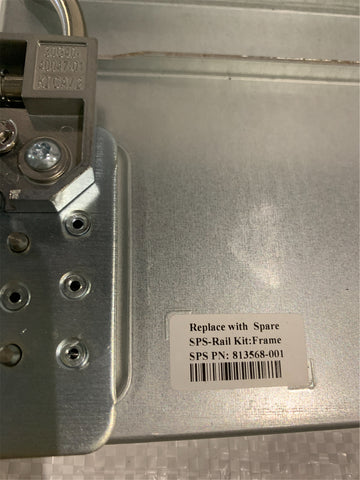 Replace with Spare
SPS-Rail Kit:Frame
SPS PN: 813568-001